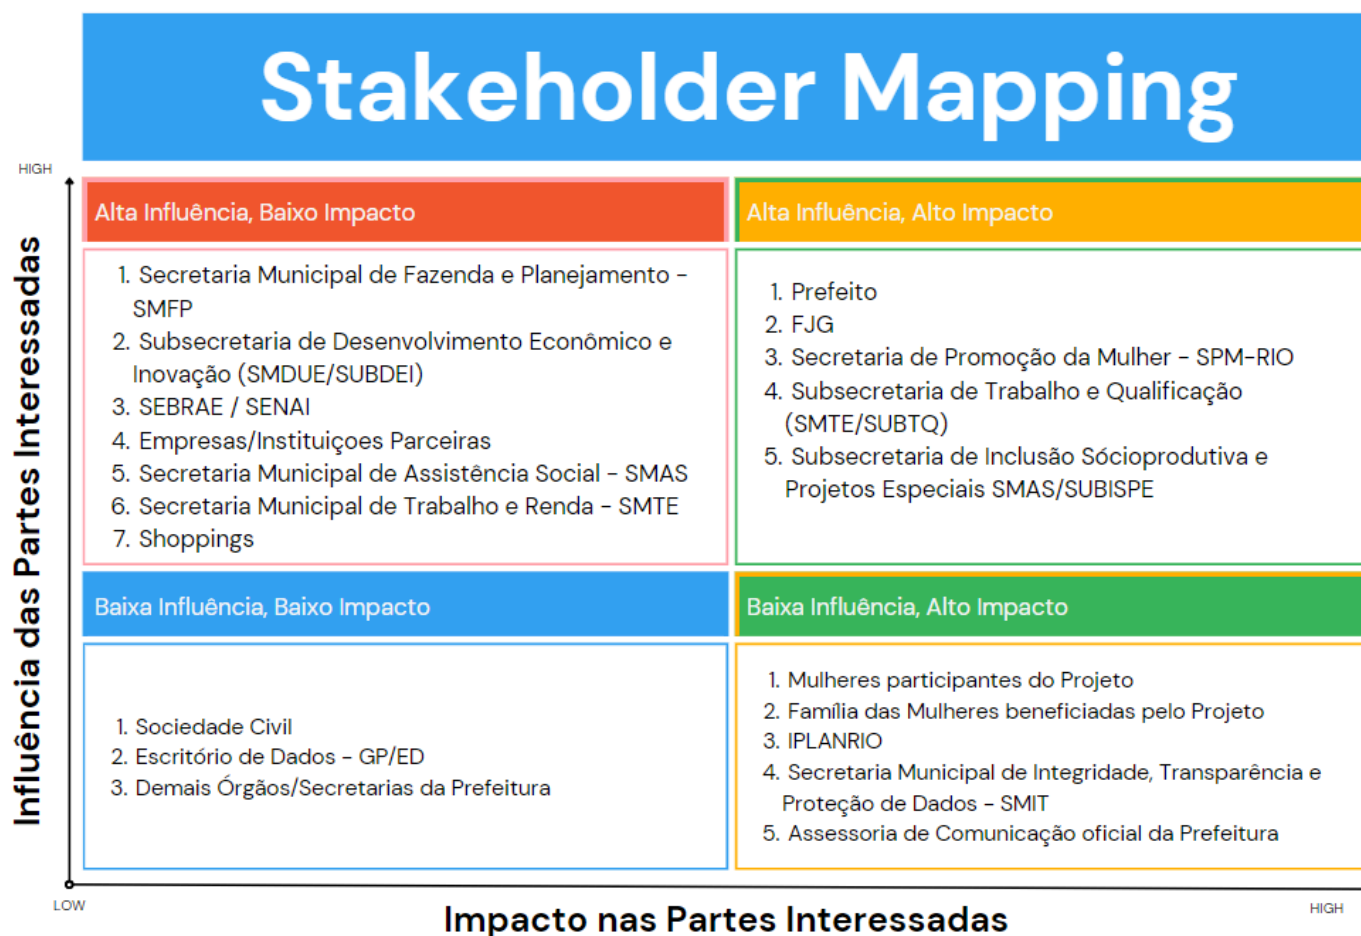 Stakeholder Mapping
HIGH
Influência das Partes Interessadas
Alta Influência, Baixo Impacto
1. Secretaria Municipal de Fazenda e Planejamento -
SMFP
2. Subsecretaria de Desenvolvimento Econômico e
Inovação (SMDUE/SUBDEI)
3. SEBRAE / SENAI
4. Empresas/Instituiçoes Parceiras
5. Secretaria Municipal de Assistência Social - SMAS
6. Secretaria Municipal de Trabalho e Renda - SMTE
7. Shoppings
Alta Influência, Alto Impacto
1. Prefeito
2. FJG
3. Secretaria de Promoção da Mulher - SPM-RIO
4. Subsecretaria de Trabalho e Qualificação
(SMTE/SUBTQ)
5. Subsecretaria de Inclusão Sócioprodutiva e
Projetos Especiais SMAS/SUBISPE
Baixa Influência, Baixo Impacto
1. Sociedade Civil
2. Escritório de Dados - GP/ED
3. Demais Órgãos/Secretarias da Prefeitura
Baixa Influência, Alto Impacto
1. Mulheres participantes do Projeto
2. Família das Mulheres beneficiadas pelo Projeto
3. IPLANRIO
4. Secretaria Municipal de Integridade, Transparência e
Proteção de Dados - SMIT
5. Assessoria de Comunicação oficial da Prefeitura
LOW
Impacto nas Partes Interessadas
HIGH